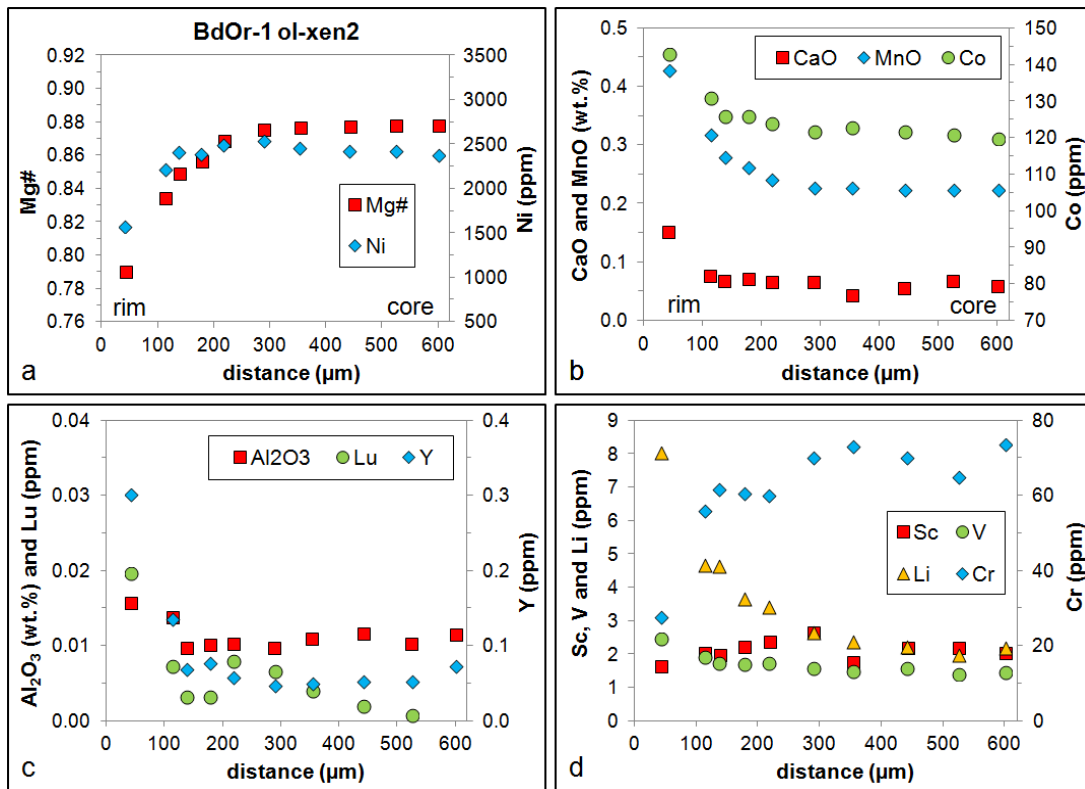 BdOr-1 ol-xen2
0.92
0.90
0.88
0.86
0.84
0.82
0.80
0.78
0.76
Mg#
3500
3000
2500
2000
1500
1000
500
Ni (ppm)
Mg#
Ni
rim
core
0 100 200 300 400 500 600
distance (µm)
a
0.5
0.4
0.3
0.2
0.1
0.0
CaO and MnO (wt.%)
150
140
130
120
110
100
90
80
70
Co (ppm)
CaO MnO Co
rim
core
0 100 200 300 400 500 600
distance (µm)
b
0.04
0.03
0.02
0.01
0.00
Al₂O₃ (wt.%) and Lu (ppm)
0.4
0.3
0.2
0.1
0.0
Y (ppm)
Al2O3 Lu Y
0 100 200 300 400 500 600
distance (µm)
c
9
8
7
6
5
4
3
2
1
0
Sc, V and Li (ppm)
80
60
40
20
0
Cr (ppm)
Sc V
Li Cr
0 100 200 300 400 500 600
distance (µm)
d